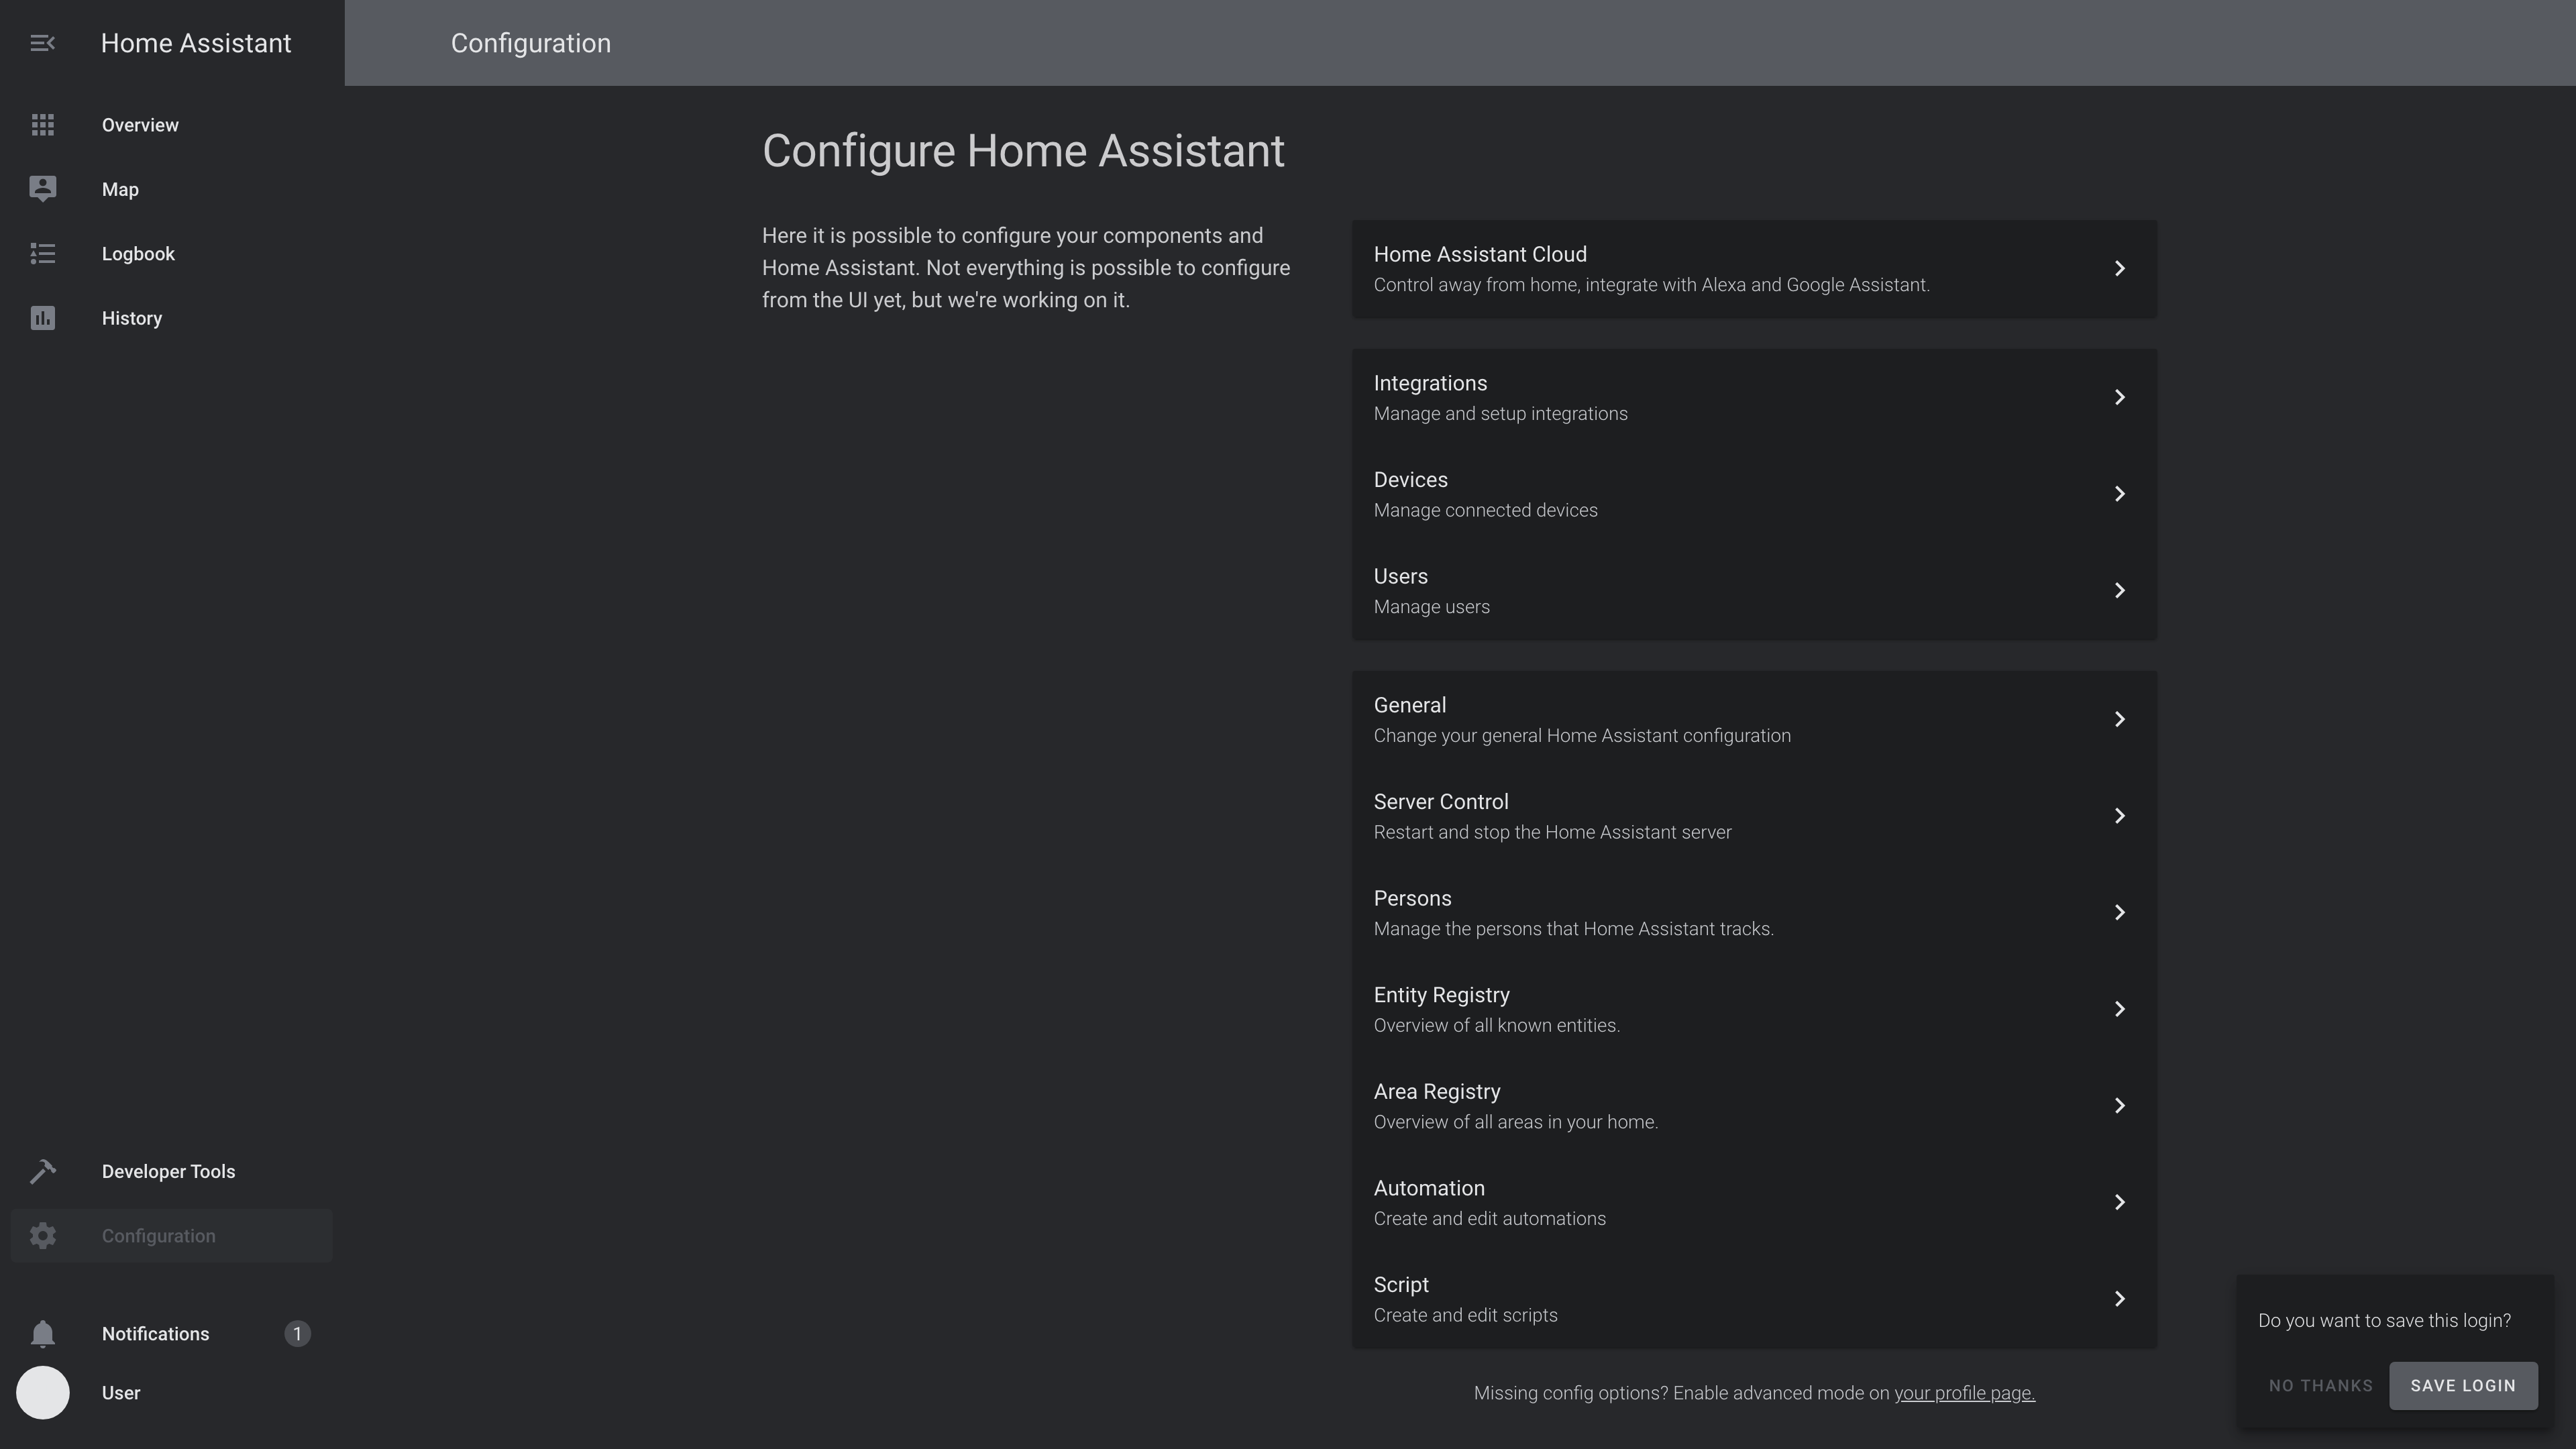 Home Assistant
Configuration
Overview
Map
Logbook
History
Developer Tools
Configuration
Notifications 1
User
Configure Home Assistant
Here it is possible to configure your components and
Home Assistant. Not everything is possible to configure
from the UI yet, but we're working on it.
Home Assistant Cloud
Control away from home, integrate with Alexa and Google Assistant.
Integrations
Manage and setup integrations
Devices
Manage connected devices
Users
Manage users
General
Change your general Home Assistant configuration
Server Control
Restart and stop the Home Assistant server
Persons
Manage the persons that Home Assistant tracks.
Entity Registry
Overview of all known entities.
Area Registry
Overview of all areas in your home.
Automation
Create and edit automations
Script
Create and edit scripts
Missing config options? Enable advanced mode on your profile page.
Do you want to save this login?
NO THANKS SAVE LOGIN